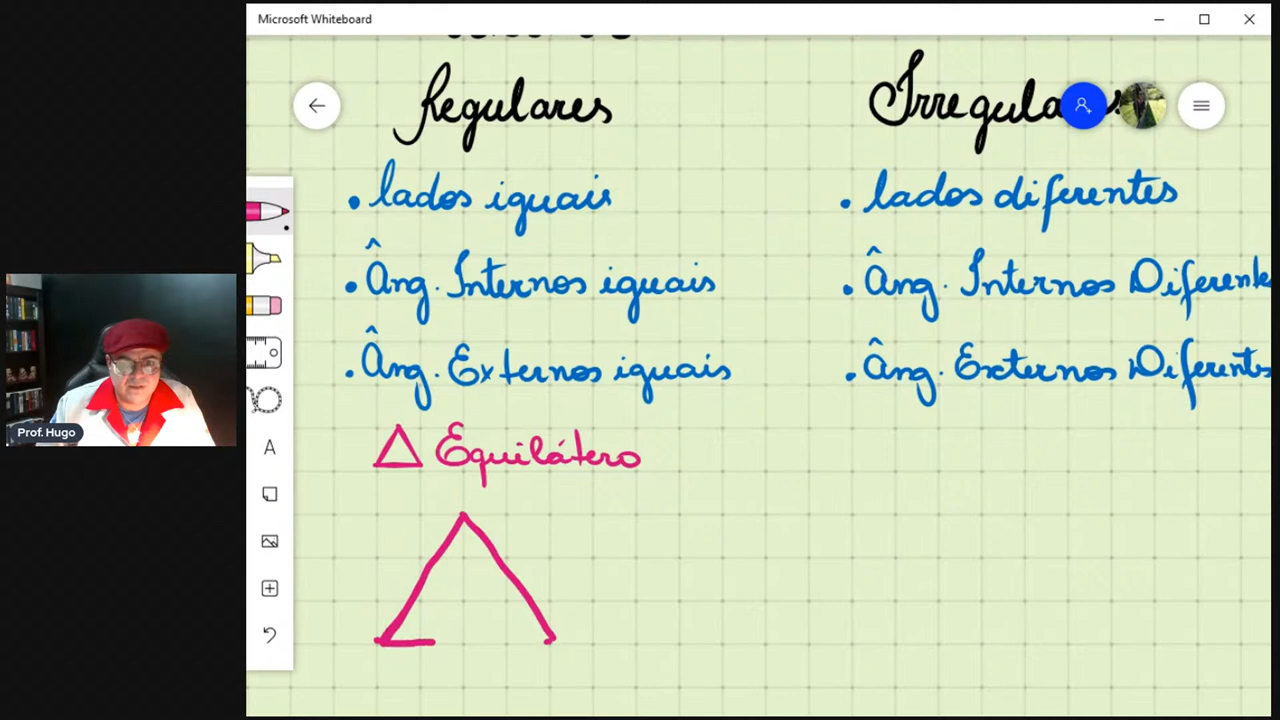 Microsoft Whiteboard
Regulares
• lados iguais
• Âng. Internos iguais
• Âng. Externos iguais
△ Equilátero
• lados diferentes
• Âng. Internos Diferente
• Âng. Externos Diferentes
A
Prof. Hugo